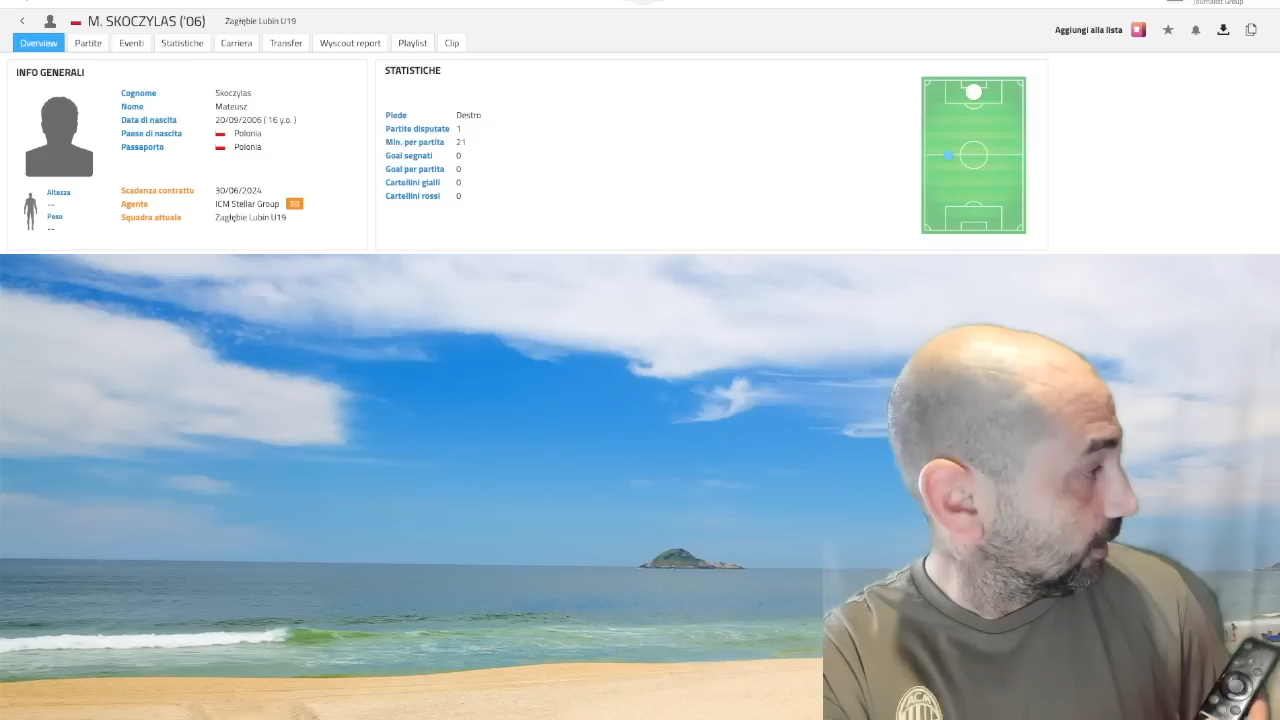 Journalist Group
M. SKOCZYLAS ('06) Zagłębie Lubin U19
Aggiungi alla lista
Overview Partite Eventi Statistiche Carriera Transfer Wyscout report Playlist Clip
INFO GENERALI
Cognome Skoczylas
Nome Mateusz
Data di nascita 20/09/2006 ( 16 y.o. )
Paese di nascita Polonia
Passaporto Polonia
Altezza
--
Peso
--
Scadenza contratto 30/06/2024
Agente ICM Stellar Group
Squadra attuale Zagłębie Lubin U19
STATISTICHE
Piede Destro
Partite disputate 1
Min. per partita 21
Goal segnati 0
Goal per partita 0
Cartellini gialli 0
Cartellini rossi 0
ACM